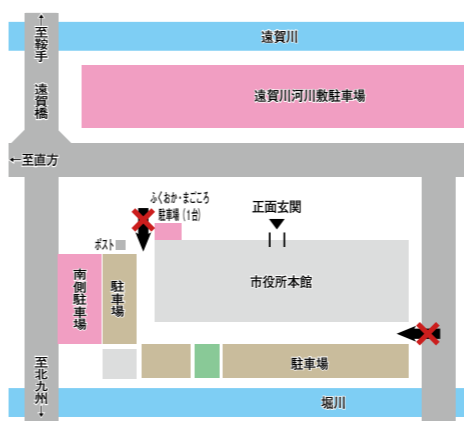 ↑至鞍手
遠賀川
遠賀橋
遠賀川河川敷駐車場
←至直方
ふくおか・まごころ
駐車場(1台)
正面玄関
ポスト
市役所本館
南側駐車場
駐車場
駐車場
至北九州↓
堀川